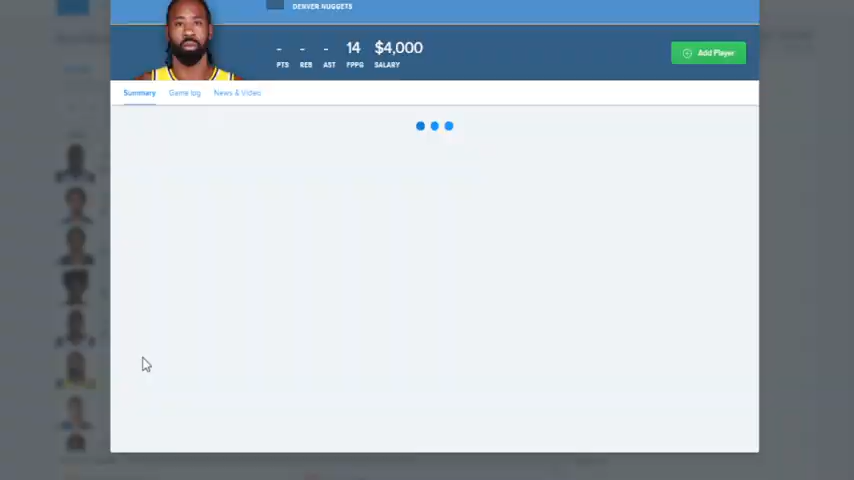 DENVER NUGGETS
- - - 14 $4,000
PTS REB AST FPPG SALARY
Add Player
Summary Game log News & Video